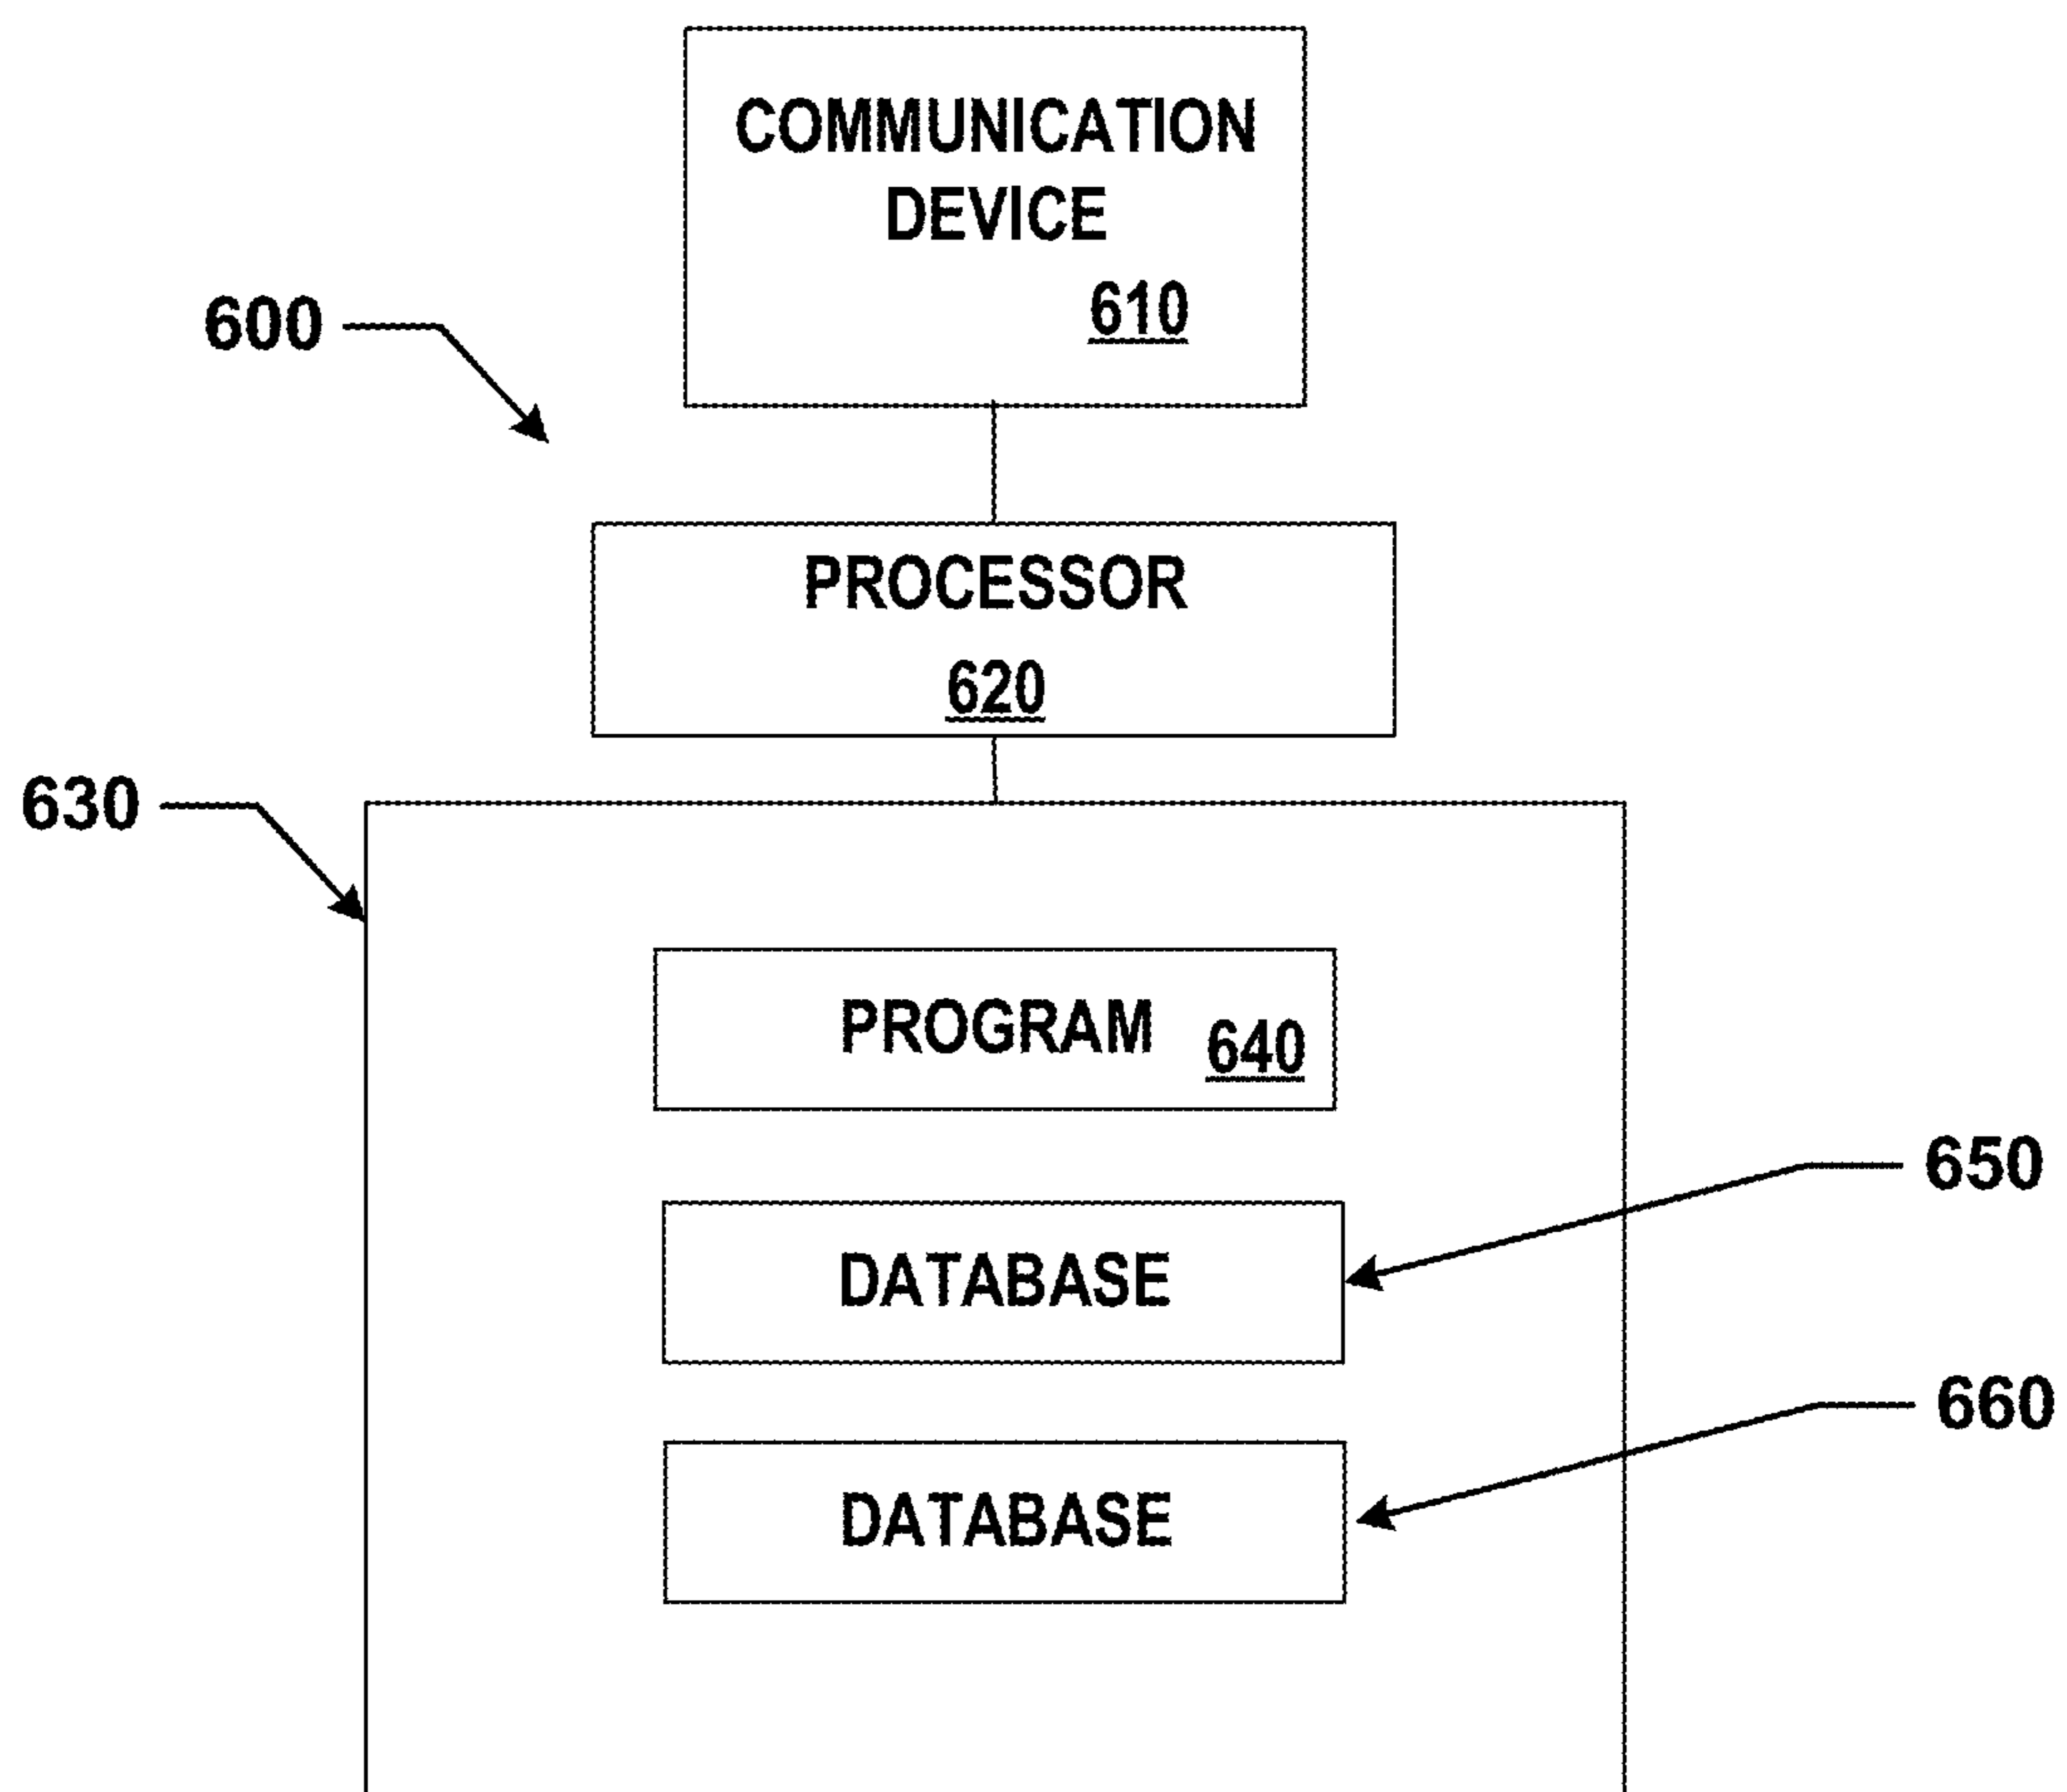 COMMUNICATION
DEVICE
610
600
PROCESSOR
620
630
PROGRAM 640
650
DATABASE
660
DATABASE